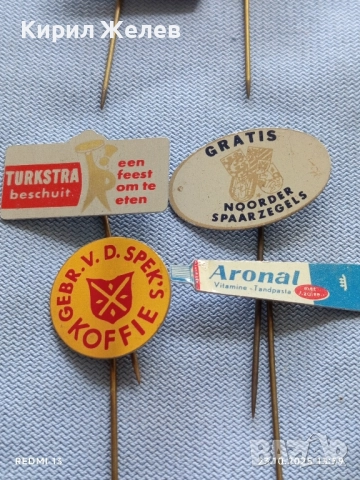 Кирил Желев
TURKSTRA
beschuit.
een
feest
om te
eten
GRATIS
NOORDER
SPAARZEGELS
GEBR. V. D. SPEK'S
KOFFIE
Aronal
Vitamine - Tandpasta
REDMI 13